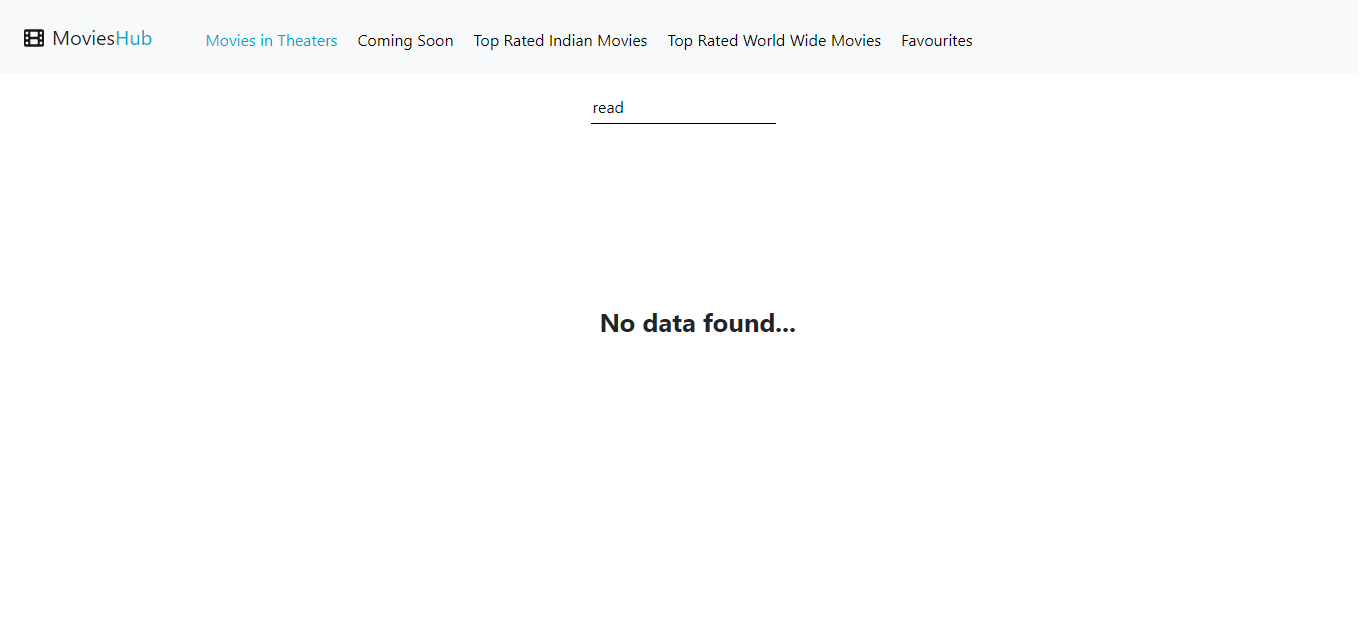 MoviesHub Movies in Theaters Coming Soon Top Rated Indian Movies Top Rated World Wide Movies Favourites
read
No data found...